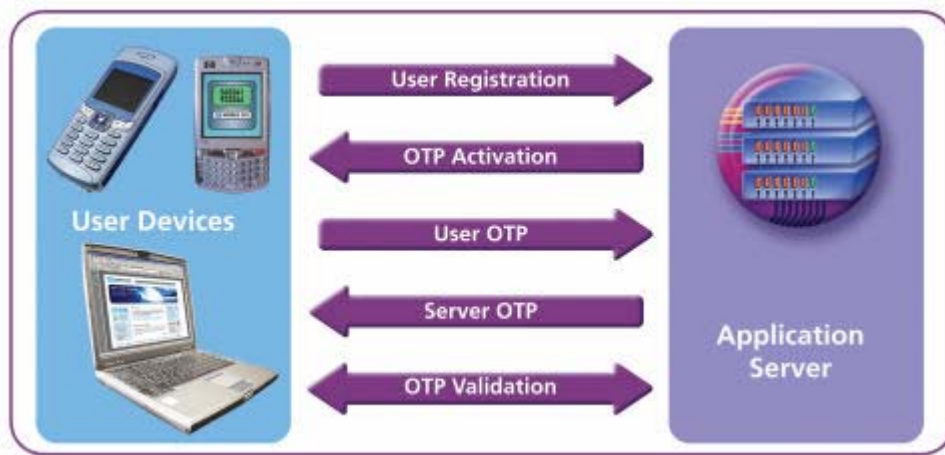 User Registration
OTP Activation
User Devices
User OTP
Server OTP
Application
Server
OTP Validation